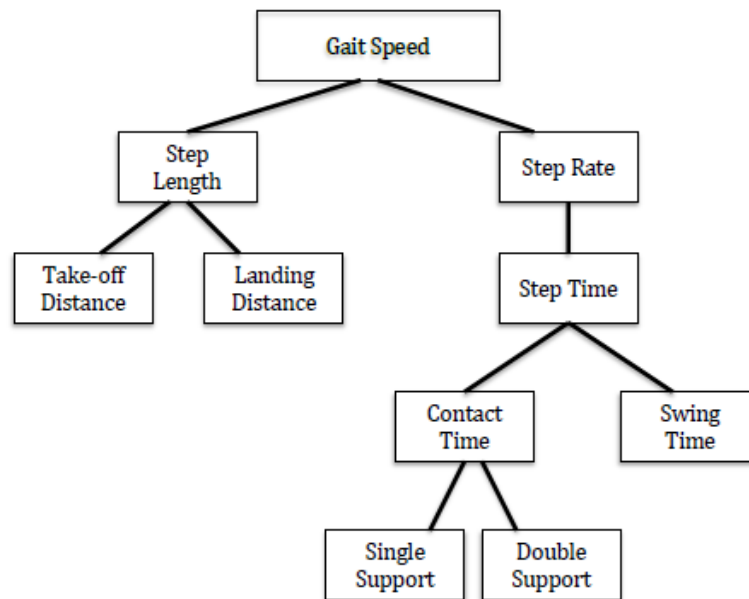 Gait Speed
Step
Length
Step Rate
Take-off
Distance
Landing
Distance
Step Time
Contact
Time
Swing
Time
Single
Support
Double
Support